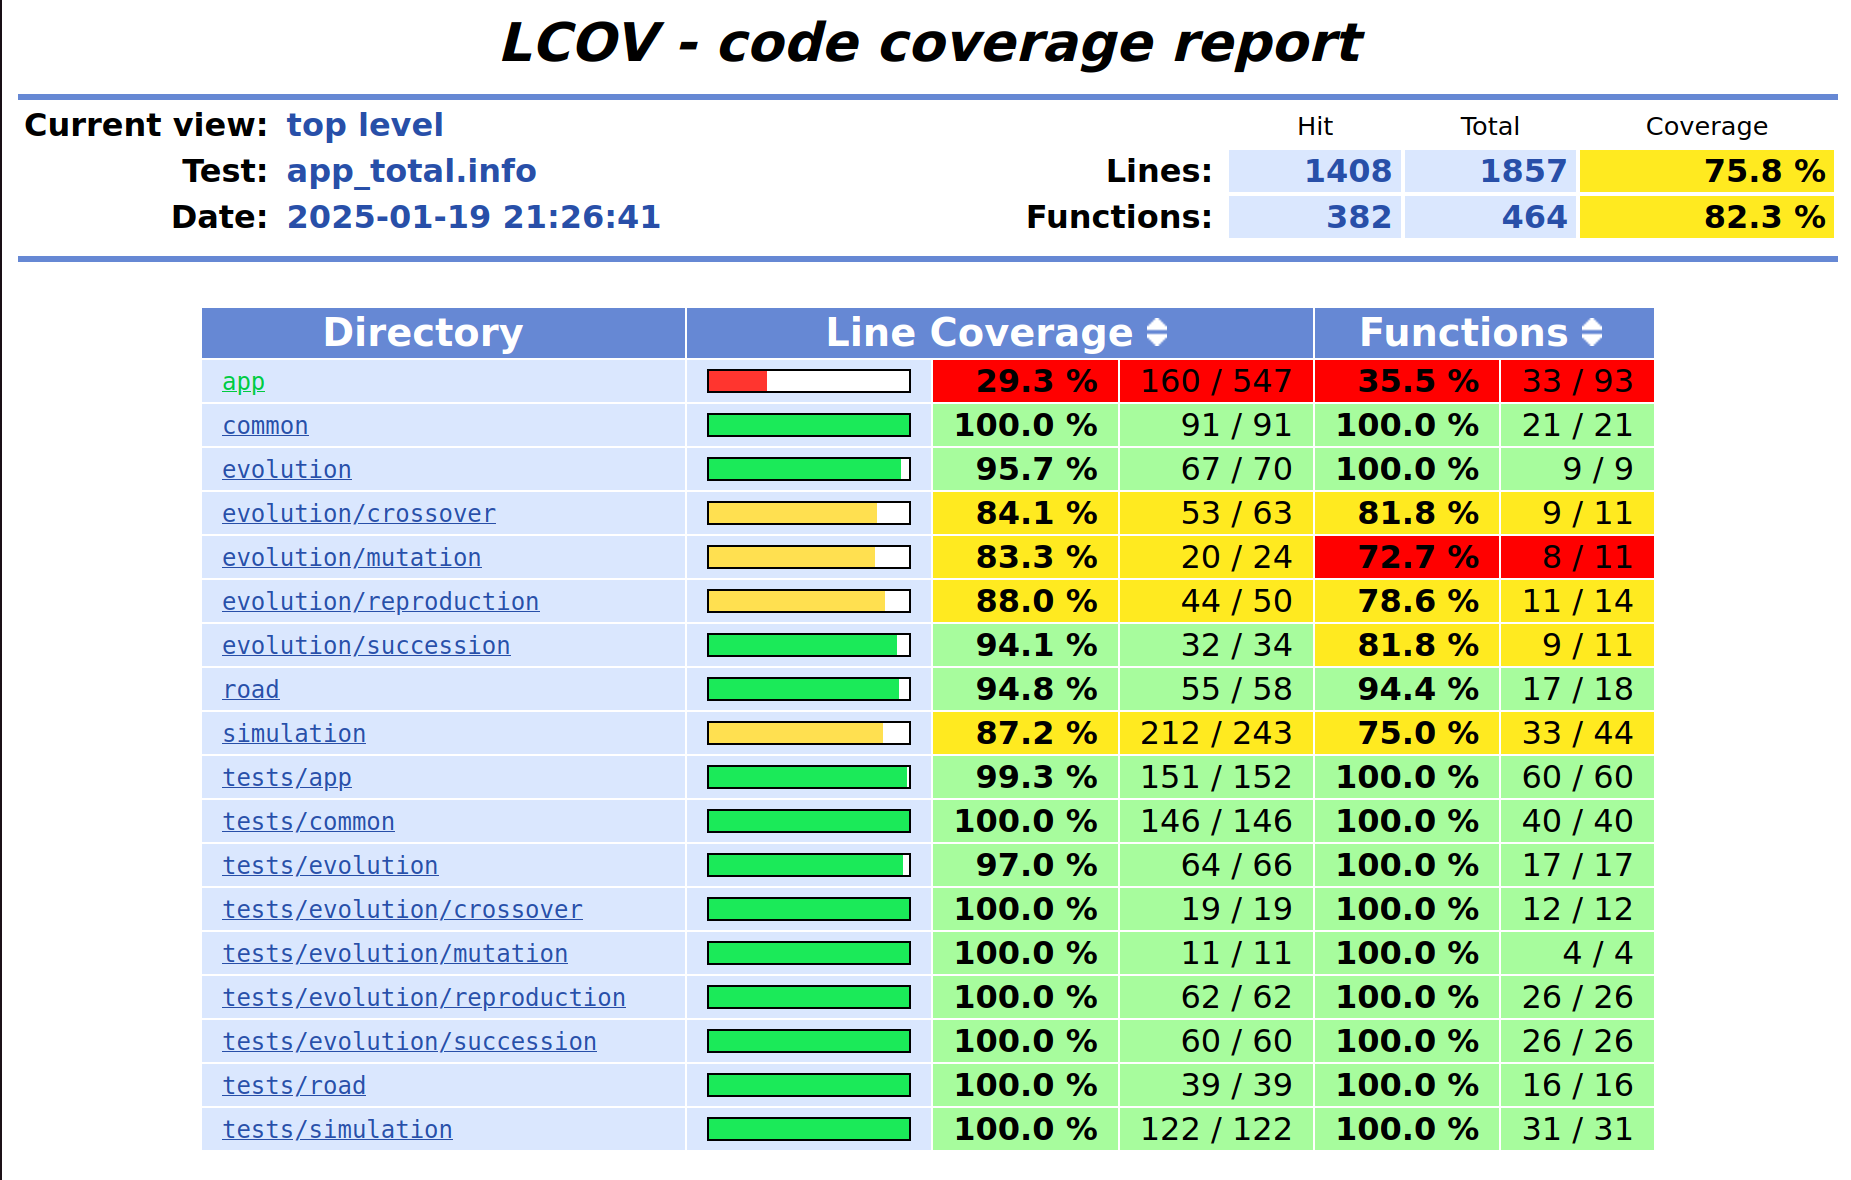 LCOV - code coverage report
Current view: top level Hit Total Coverage
Test: app_total.info Lines: 1408 1857 75.8 %
Date: 2025-01-19 21:26:41 Functions: 382 464 82.3 %
Directory Line Coverage Functions
app 29.3 % 160 / 547 35.5 % 33 / 93
common 100.0 % 91 / 91 100.0 % 21 / 21
evolution 95.7 % 67 / 70 100.0 % 9 / 9
evolution/crossover 84.1 % 53 / 63 81.8 % 9 / 11
evolution/mutation 83.3 % 20 / 24 72.7 % 8 / 11
evolution/reproduction 88.0 % 44 / 50 78.6 % 11 / 14
evolution/succession 94.1 % 32 / 34 81.8 % 9 / 11
road 94.8 % 55 / 58 94.4 % 17 / 18
simulation 87.2 % 212 / 243 75.0 % 33 / 44
tests/app 99.3 % 151 / 152 100.0 % 60 / 60
tests/common 100.0 % 146 / 146 100.0 % 40 / 40
tests/evolution 97.0 % 64 / 66 100.0 % 17 / 17
tests/evolution/crossover 100.0 % 19 / 19 100.0 % 12 / 12
tests/evolution/mutation 100.0 % 11 / 11 100.0 % 4 / 4
tests/evolution/reproduction 100.0 % 62 / 62 100.0 % 26 / 26
tests/evolution/succession 100.0 % 60 / 60 100.0 % 26 / 26
tests/road 100.0 % 39 / 39 100.0 % 16 / 16
tests/simulation 100.0 % 122 / 122 100.0 % 31 / 31